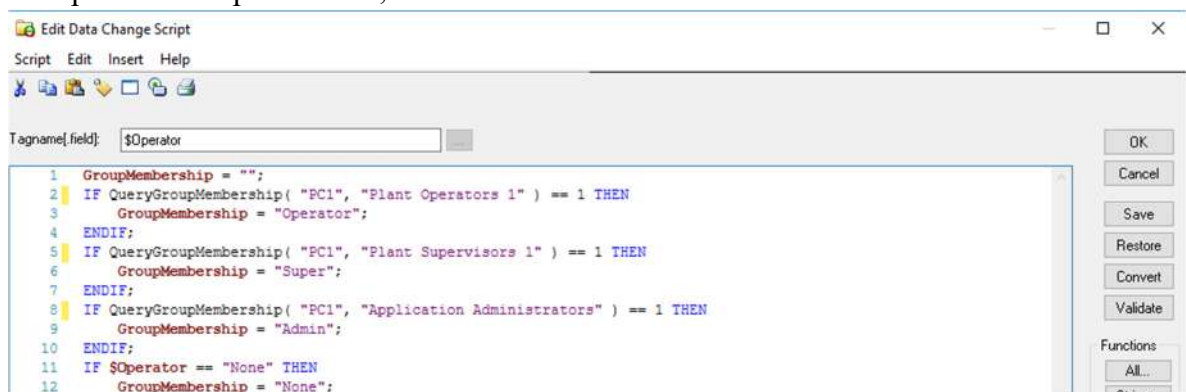 Edit Data Change Script
Script Edit Insert Help
Tagname[.field]: $Operator ...
OK
Cancel
Save
Restore
Convert
Validate
Functions
All...
1 GroupMembership = "";
2 IF QueryGroupMembership( "PC1", "Plant Operators 1" ) == 1 THEN
3 GroupMembership = "Operator";
4 ENDIF;
5 IF QueryGroupMembership( "PC1", "Plant Supervisors 1" ) == 1 THEN
6 GroupMembership = "Super";
7 ENDIF;
8 IF QueryGroupMembership( "PC1", "Application Administrators" ) == 1 THEN
9 GroupMembership = "Admin";
10 ENDIF;
11 IF $Operator == "None" THEN
12 GroupMembership = "None";